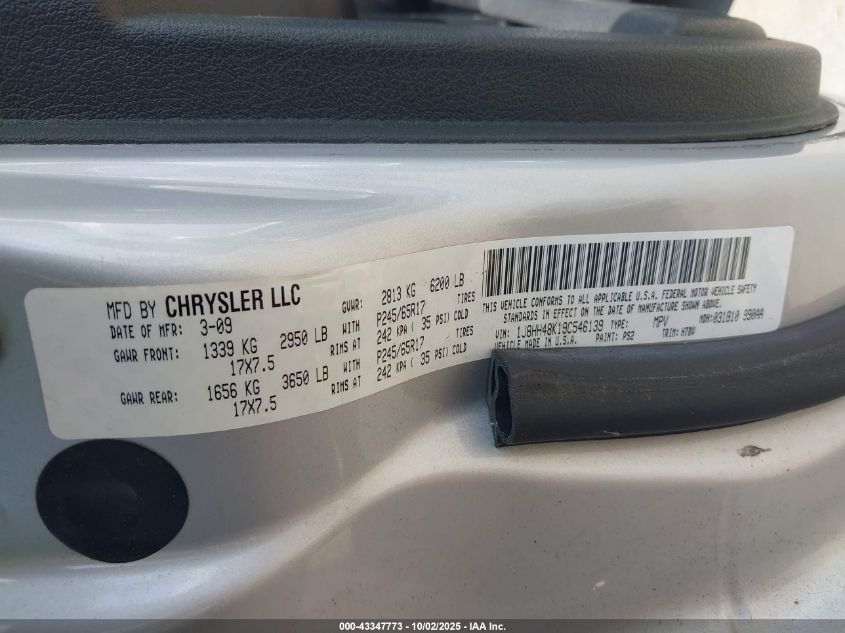 MFD BY CHRYSLER LLC
DATE OF MFR: 3-09
GVWR: 2813 KG 6200 LB
GAWR FRONT: 1339 KG 2950 LB WITH P245/65R17 TIRES
17X7.5 RIMS AT 242 KPA ( 35 PSI) COLD
GAWR REAR: 1656 KG 3650 LB WITH P245/65R17 TIRES
17X7.5 RIMS AT 242 KPA ( 35 PSI) COLD
THIS VEHICLE CONFORMS TO ALL APPLICABLE U.S.A. FEDERAL MOTOR VEHICLE SAFETY
STANDARDS IN EFFECT ON THE DATE OF MANUFACTURE SHOWN ABOVE.
VIN: 1J8HH48K19C546139 TYPE: MPV MDH: 031810
VEHICLE MADE IN U.S.A. PAINT: PS2 TRIM:
000-43347773 - 10/02/2025 - IAA Inc.